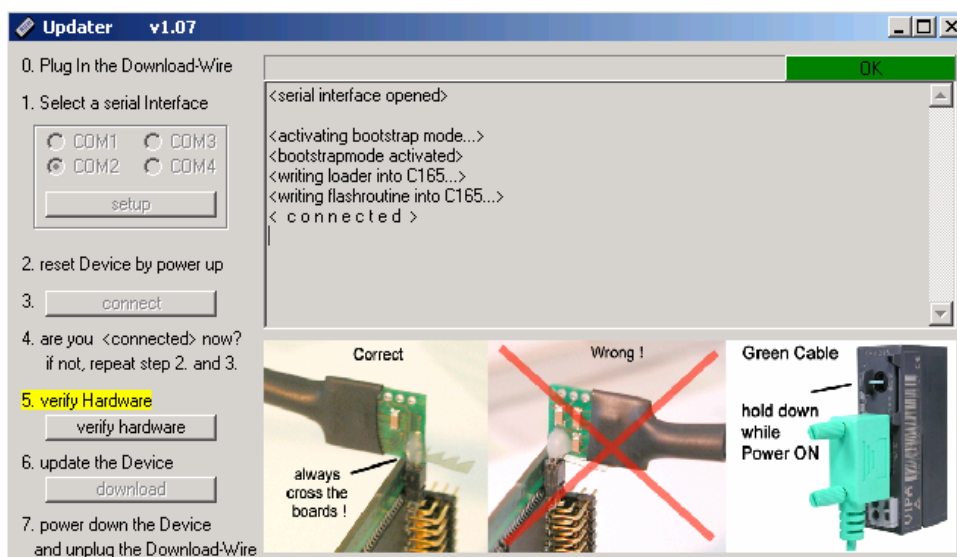 Updater v1.07
0. Plug In the Download-Wire
OK
1. Select a serial Interface
COM1 COM3
COM2 COM4
setup
2. reset Device by power up
3. connect
4. are you <connected> now?
if not, repeat step 2. and 3.
5. verify Hardware
verify hardware
6. update the Device
download
7. power down the Device
and unplug the Download-Wire
<serial interface opened>
<activating bootstrap mode...>
<bootstrapmode activated>
<writing loader into C165...>
<writing flashroutine into C165...>
< c o n n e c t e d >
Correct
always
cross the
boards !
Wrong !
Green Cable
hold down
while
Power ON